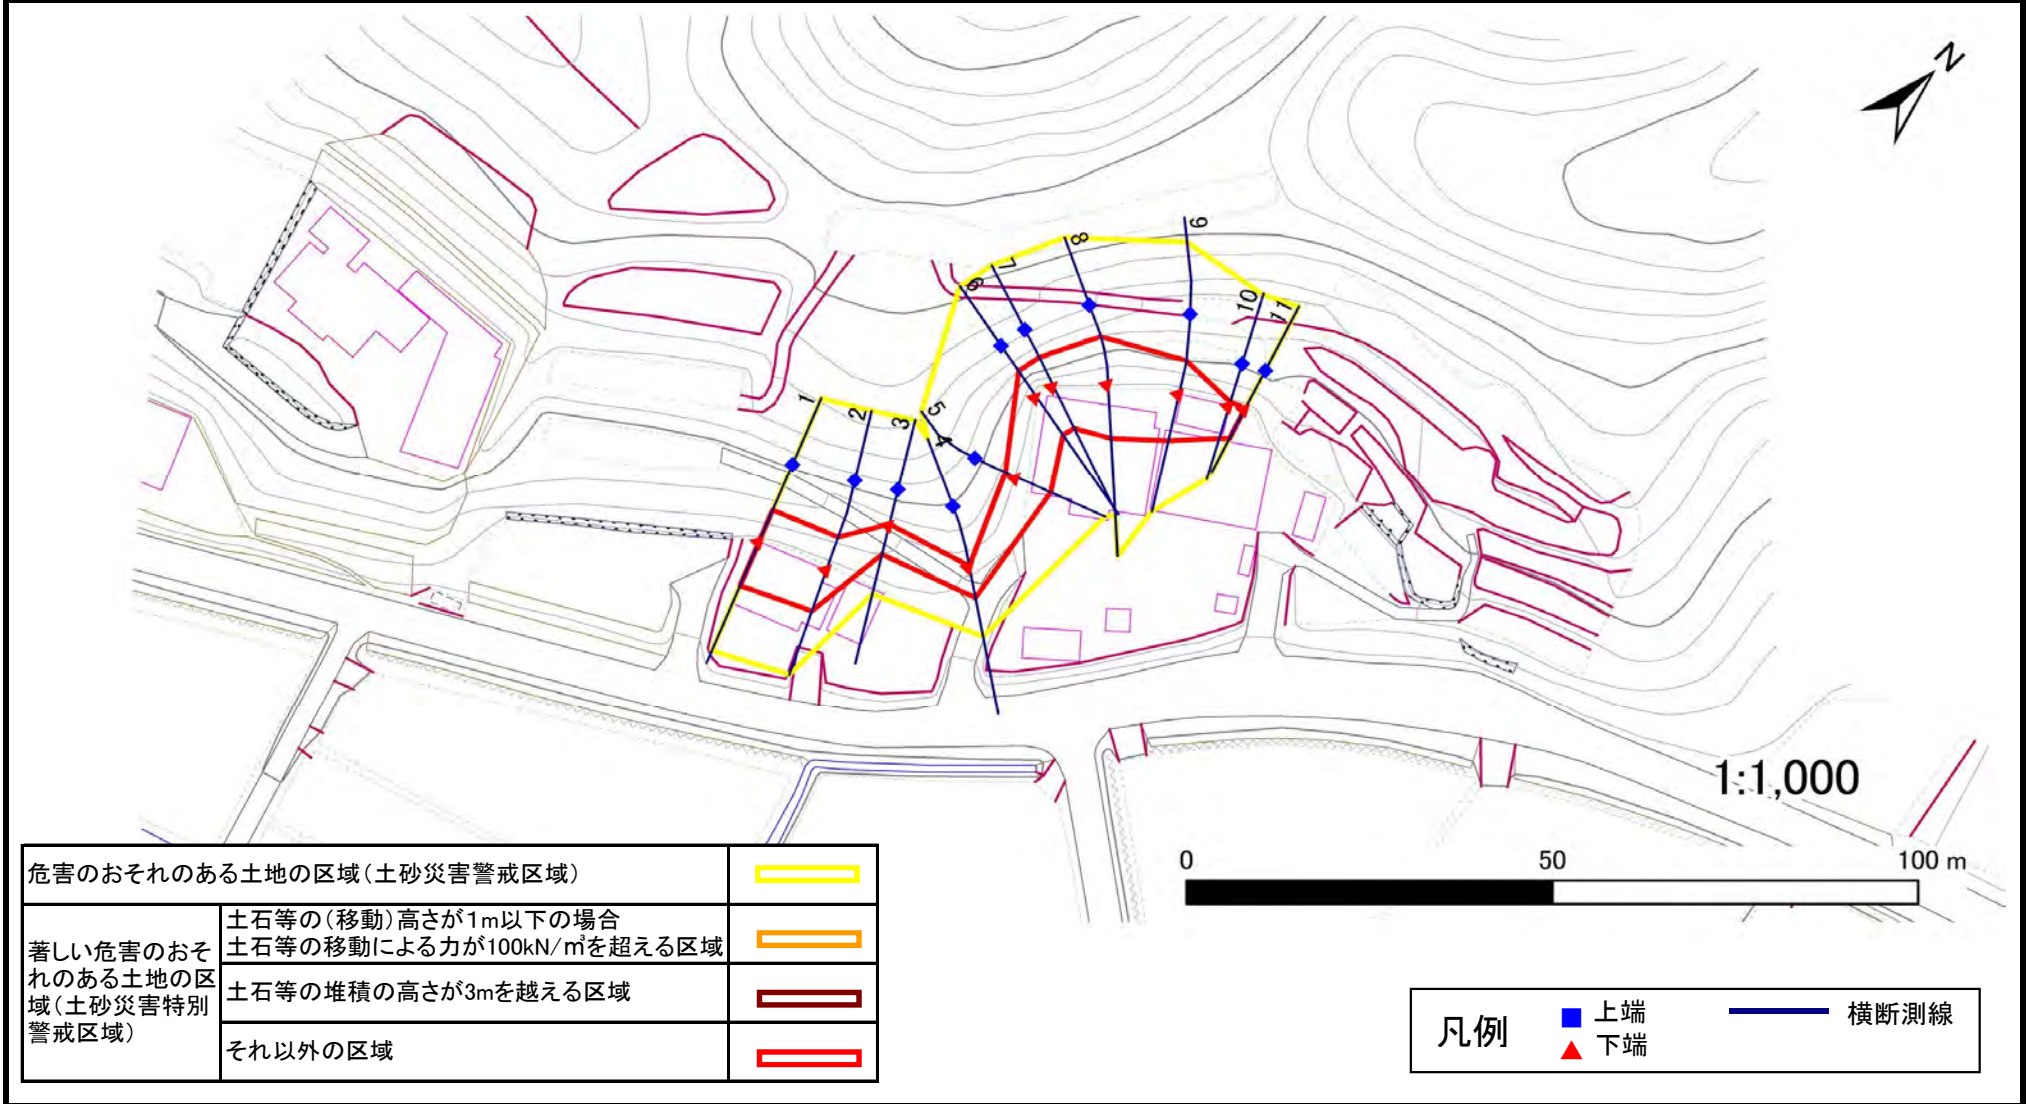 N
1
2
3
4
5
6
7
8
9
10
11
1:1,000
0 50 100 m
危害のおそれのある土地の区域(土砂災害警戒区域)
著しい危害のおそ
れのある土地の区
域(土砂災害特別
警戒区域)
土石等の(移動)高さが1m以下の場合
土石等の移動による力が100kN/㎡を超える区域
土石等の堆積の高さが3mを越える区域
それ以外の区域
凡例
上端
下端
横断測線